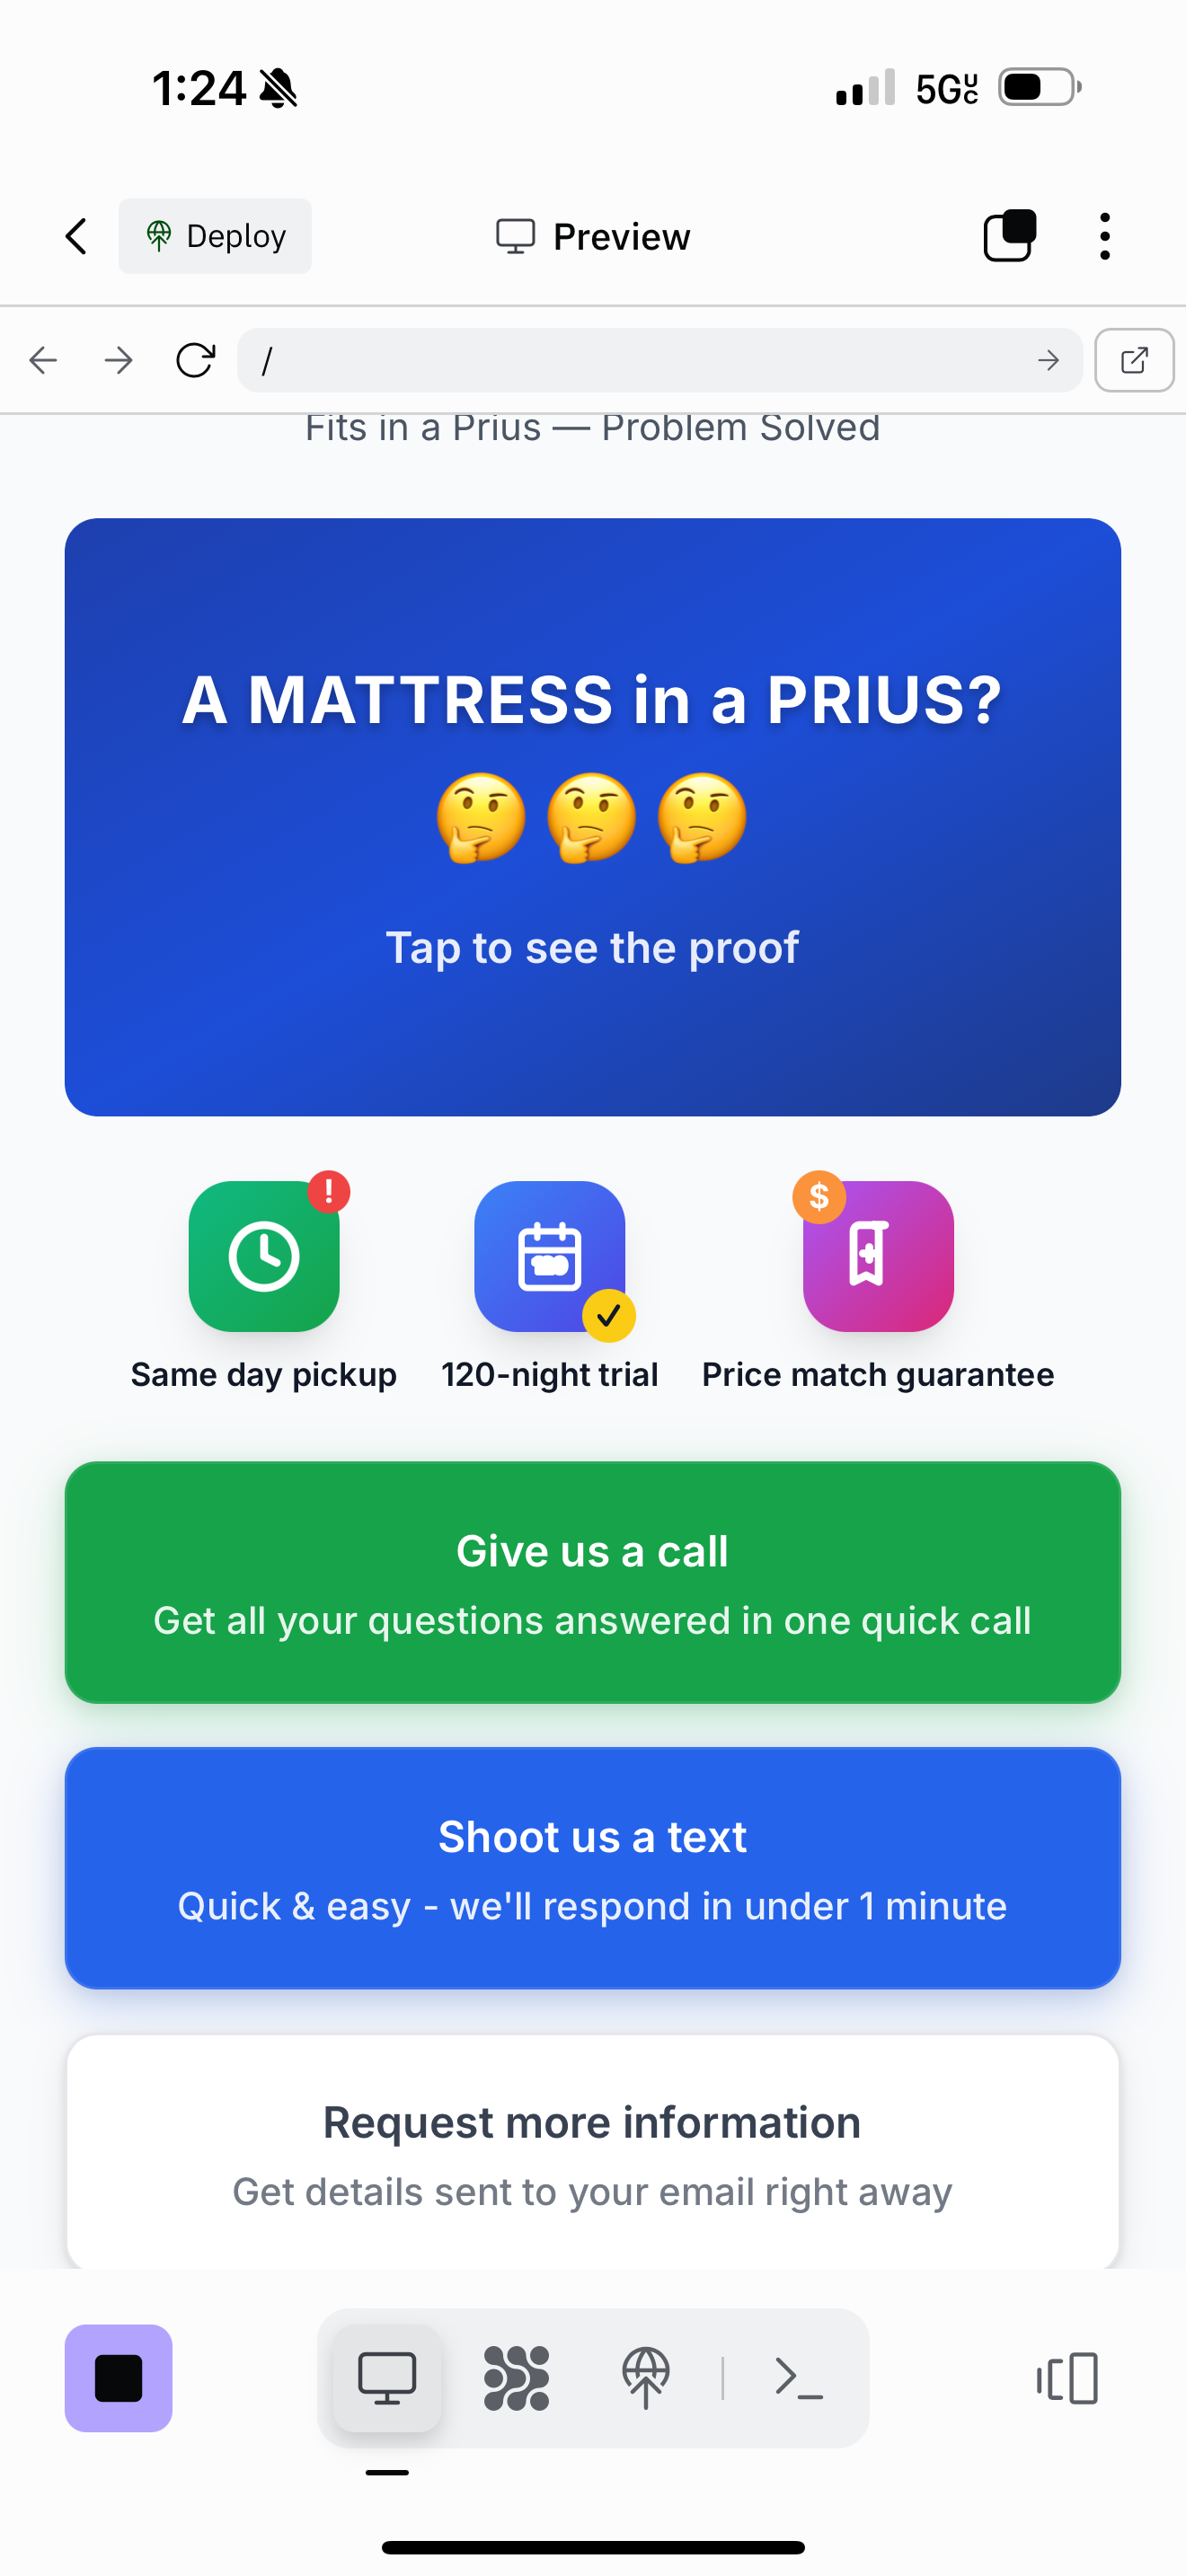 1:24
5G UC
Deploy
Preview
/
Fits in a Prius — Problem Solved
A MATTRESS in a PRIUS?
Tap to see the proof
!
$
Same day pickup
120-night trial
Price match guarantee
Give us a call
Get all your questions answered in one quick call
Shoot us a text
Quick & easy - we'll respond in under 1 minute
Request more information
Get details sent to your email right away